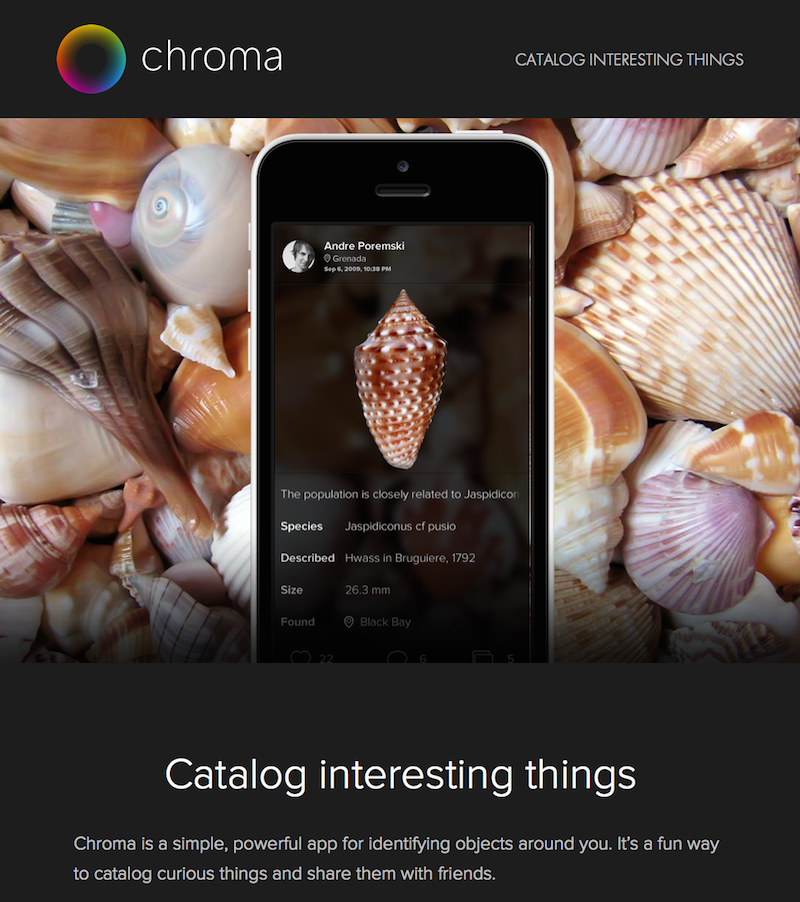 chroma
CATALOG INTERESTING THINGS
Andre Poremski
Grenada
Sep 6, 2009, 10:38 PM
The population is closely related to Jaspidicon
Species Jaspidiconus cf pusio
Described Hwass in Bruguiere, 1792
Size 26.3 mm
Found Black Bay
22 6 5
Catalog interesting things
Chroma is a simple, powerful app for identifying objects around you. It's a fun way
to catalog curious things and share them with friends.